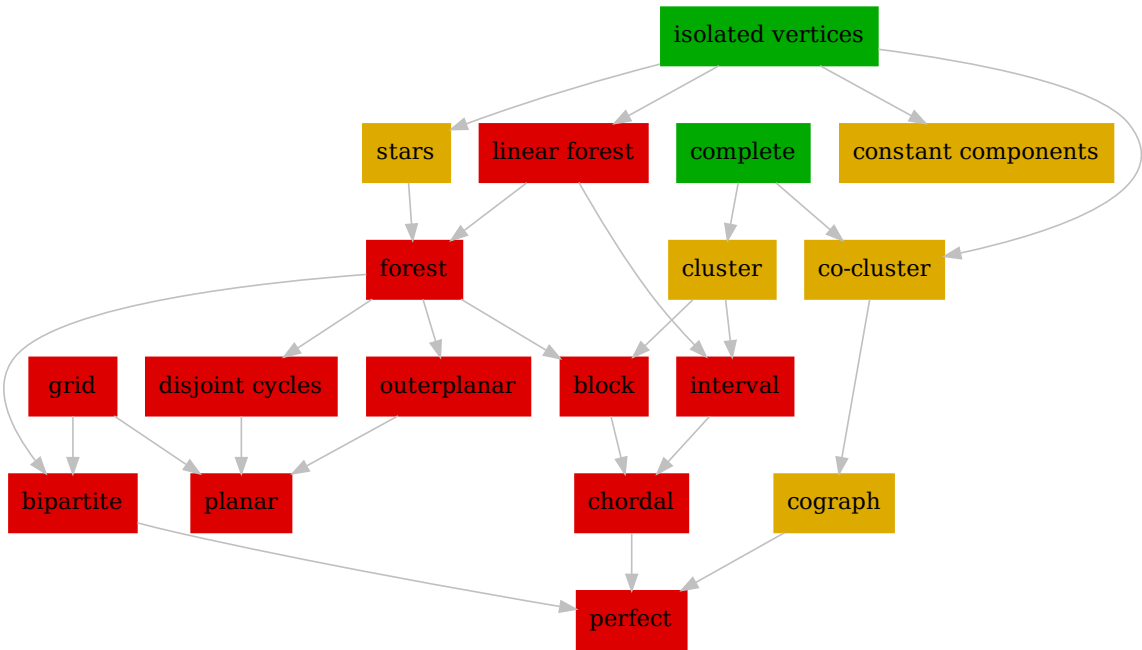 isolated vertices
stars
linear forest
complete
constant components
forest
cluster
co-cluster
grid
disjoint cycles
outerplanar
block
interval
bipartite
planar
chordal
cograph
perfect